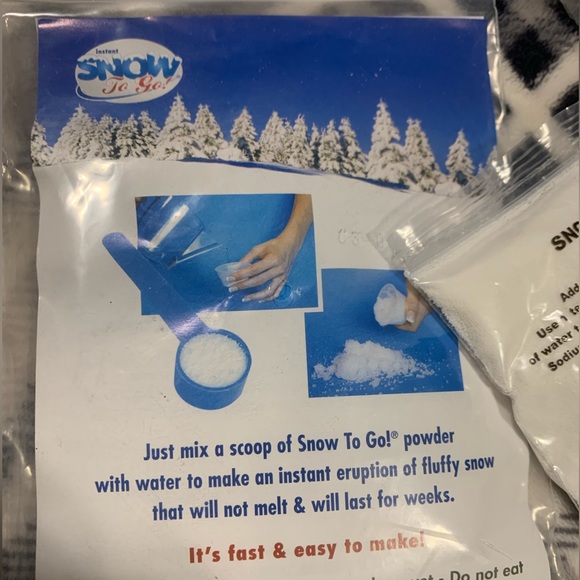 Instant
SNOW
To Go!
Just mix a scoop of Snow To Go!® powder
with water to make an instant eruption of fluffy snow
that will not melt & will last for weeks.
It's fast & easy to make!
Do not eat
SNO
Add
Use a te
of water
Sodiu